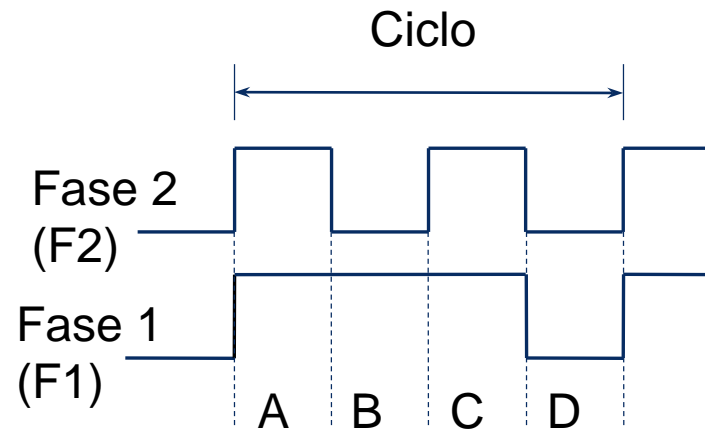 Ciclo
Fase 2
(F2)
Fase 1
(F1)
A B C D